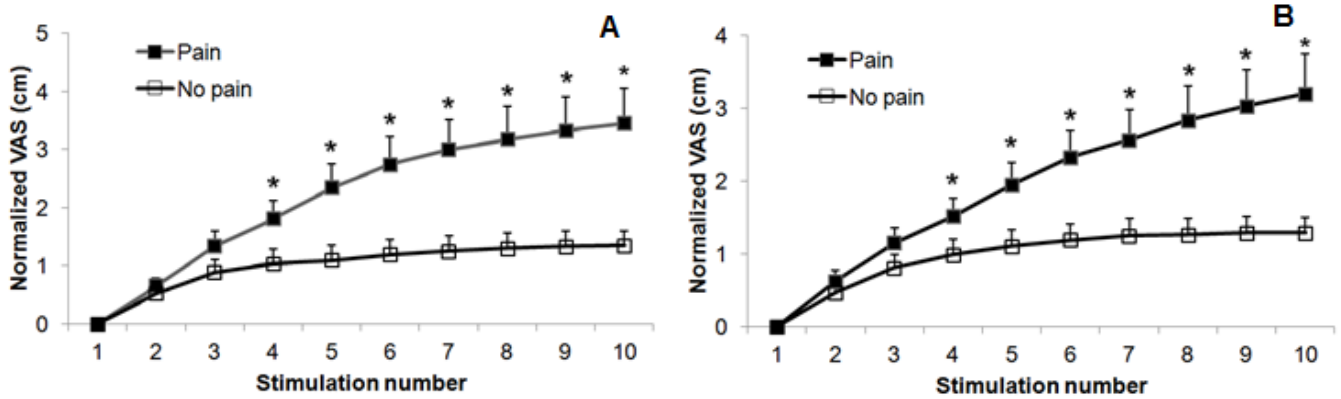 A
Normalized VAS (cm)
5
4
3
2
1
0
Pain
No pain
* * * * * * *
1 2 3 4 5 6 7 8 9 10
Stimulation number
B
Normalized VAS (cm)
4
3
2
1
0
Pain
No pain
* * * * * * *
1 2 3 4 5 6 7 8 9 10
Stimulation number